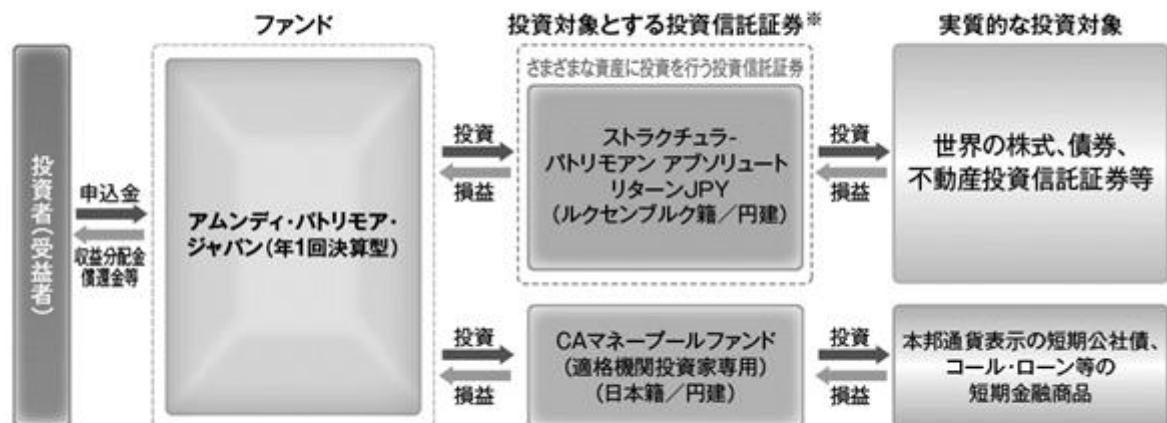 ファンド
投資対象とする投資信託証券※
実質的な投資対象
投資者(受益者)
申込金
収益分配金
償還金等
アムンディ・パトリモア・
ジャパン(年1回決算型)
投資
損益
さまざまな資産に投資を行う投資信託証券
ストラクチュラ-
パトリモアン アブソリュート
リターンJPY
(ルクセンブルク籍/円建)
投資
損益
世界の株式、債券、
不動産投資信託証券等
投資
損益
CAマネープールファンド
(適格機関投資家専用)
(日本籍/円建)
投資
損益
本邦通貨表示の短期公社債、
コール・ローン等の
短期金融商品